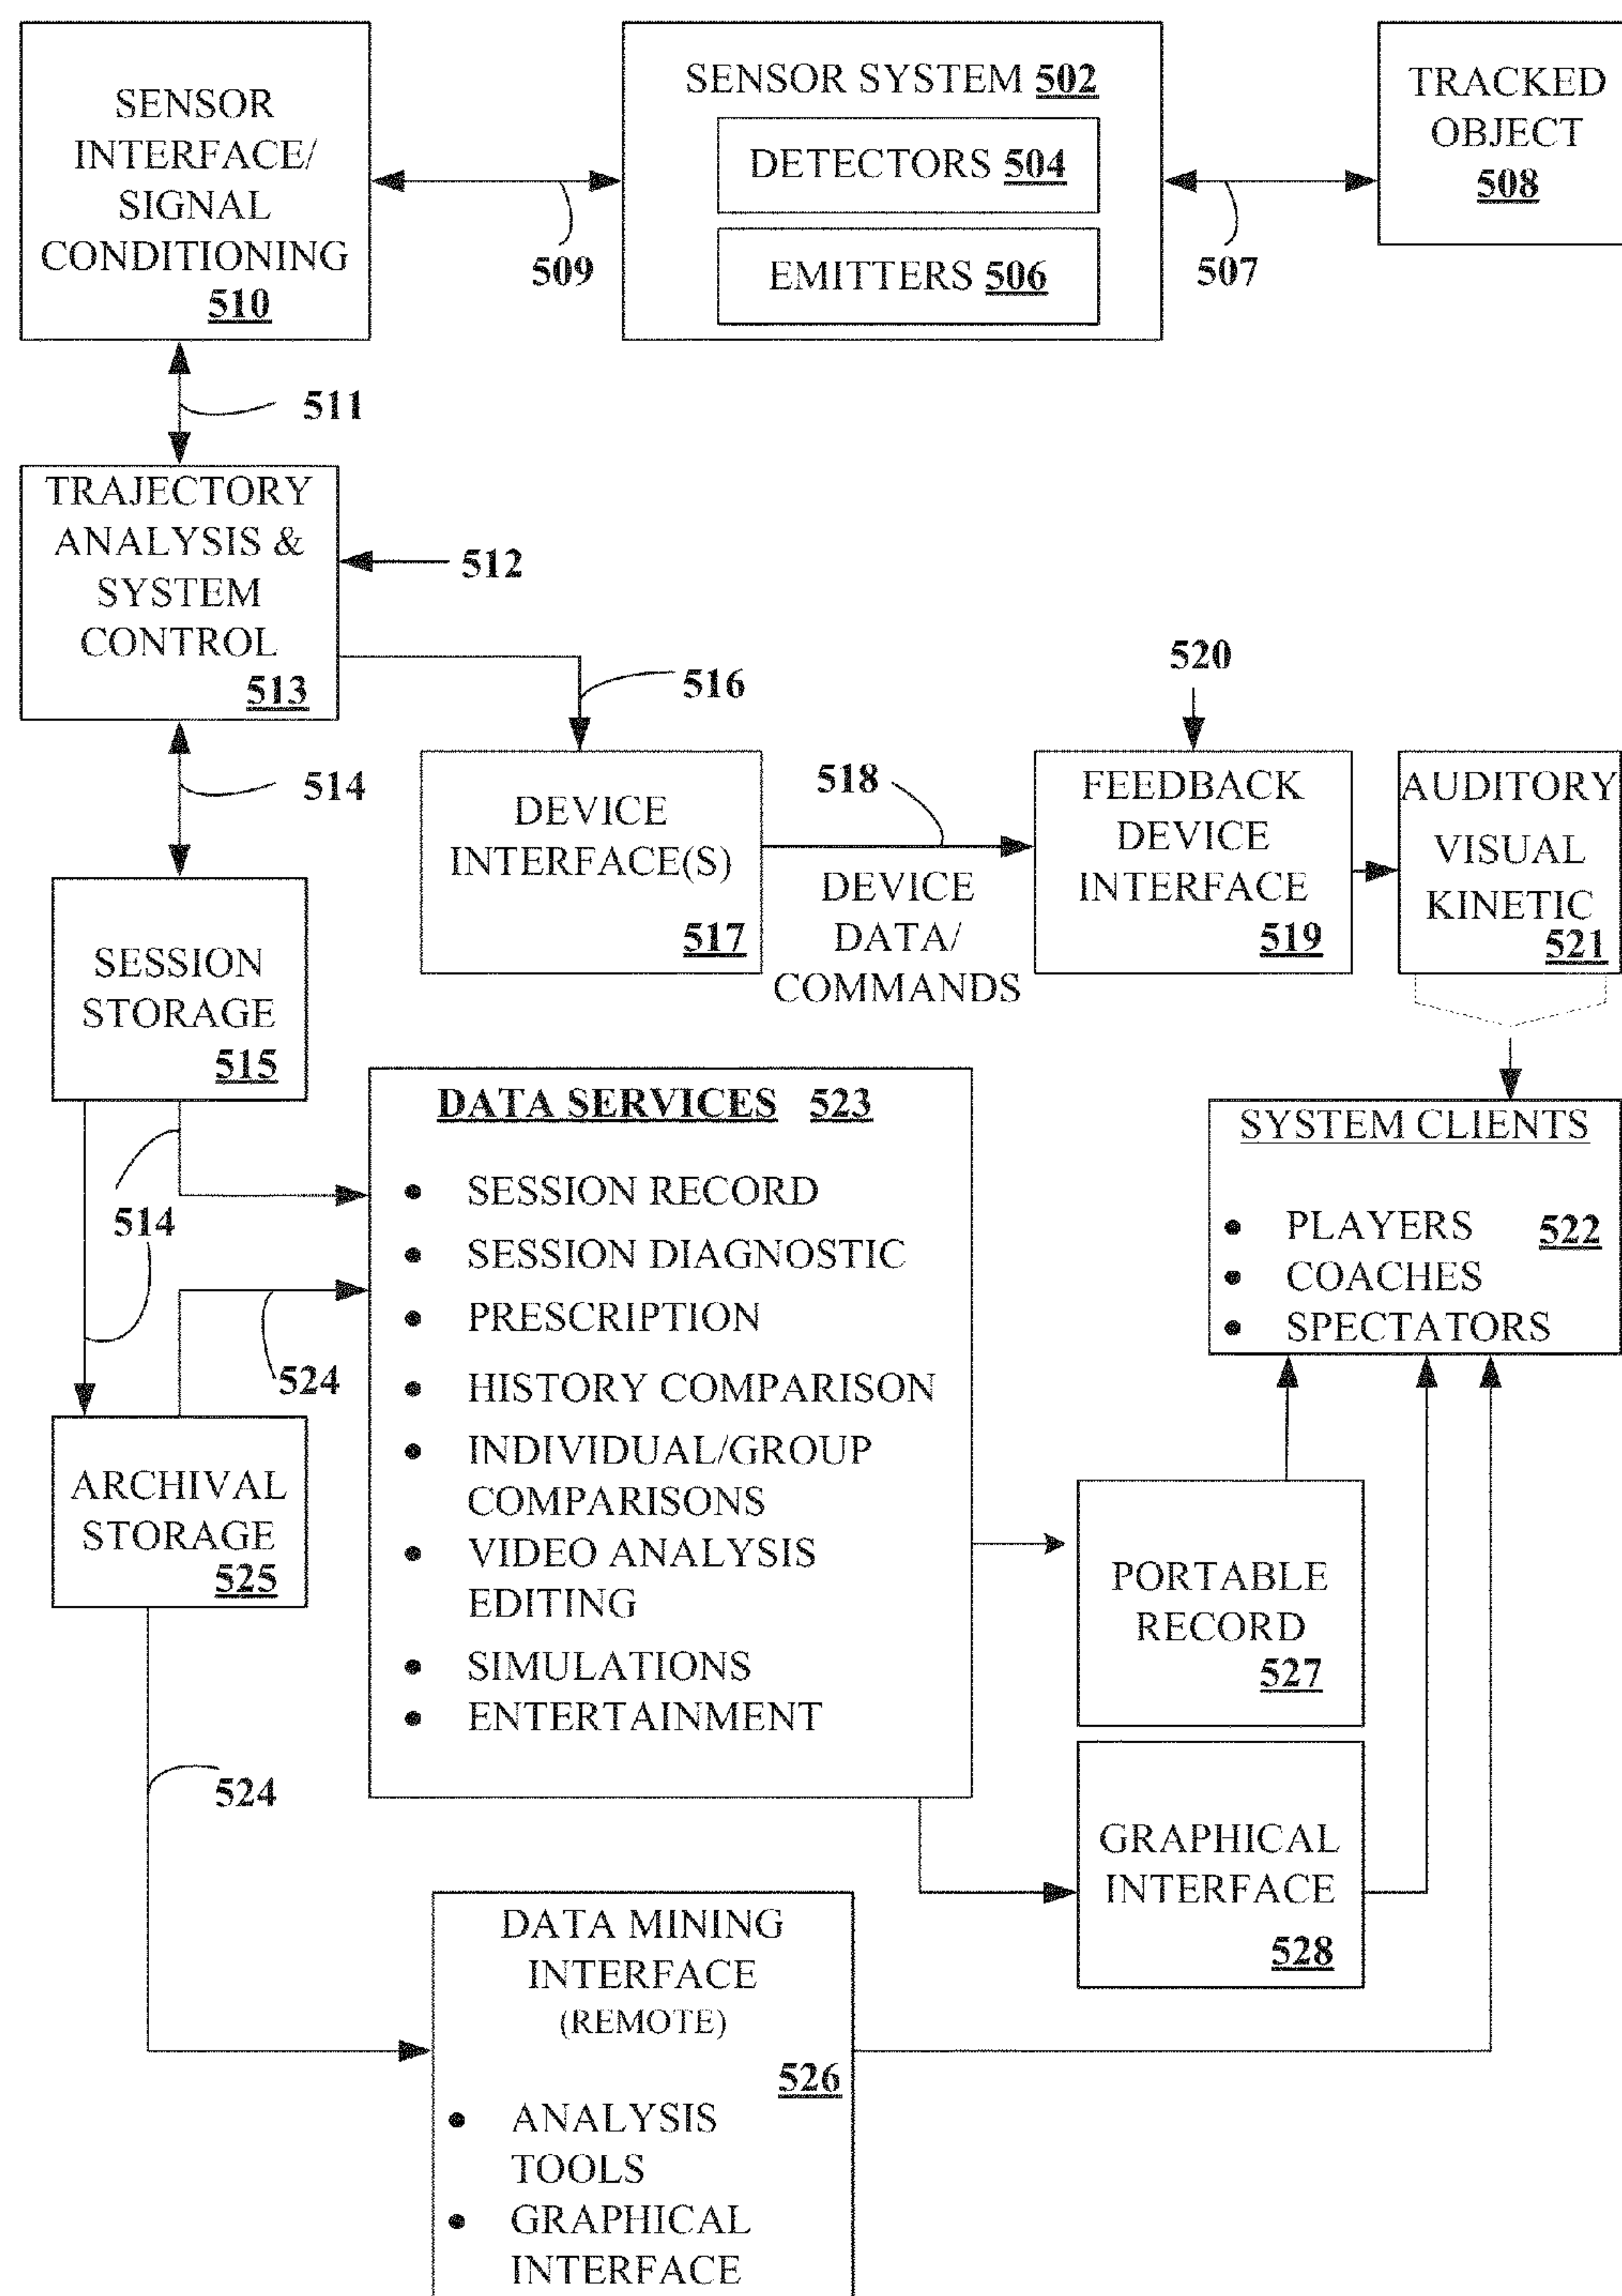 SENSOR
INTERFACE/
SIGNAL
CONDITIONING
510
509
SENSOR SYSTEM 502
DETECTORS 504
EMITTERS 506
507
TRACKED
OBJECT
508
511
TRAJECTORY
ANALYSIS &
SYSTEM
CONTROL
513
512
516
514
DEVICE
INTERFACE(S)
517
518
DEVICE
DATA/
COMMANDS
520
FEEDBACK
DEVICE
INTERFACE
519
AUDITORY
VISUAL
KINETIC
521
SESSION
STORAGE
515
514
DATA SERVICES 523
• SESSION RECORD
• SESSION DIAGNOSTIC
• PRESCRIPTION
• HISTORY COMPARISON
• INDIVIDUAL/GROUP
COMPARISONS
• VIDEO ANALYSIS
EDITING
• SIMULATIONS
• ENTERTAINMENT
SYSTEM CLIENTS
522
• PLAYERS
• COACHES
• SPECTATORS
524
ARCHIVAL
STORAGE
525
524
PORTABLE
RECORD
527
GRAPHICAL
INTERFACE
528
DATA MINING
INTERFACE
(REMOTE)
526
• ANALYSIS
TOOLS
• GRAPHICAL
INTERFACE